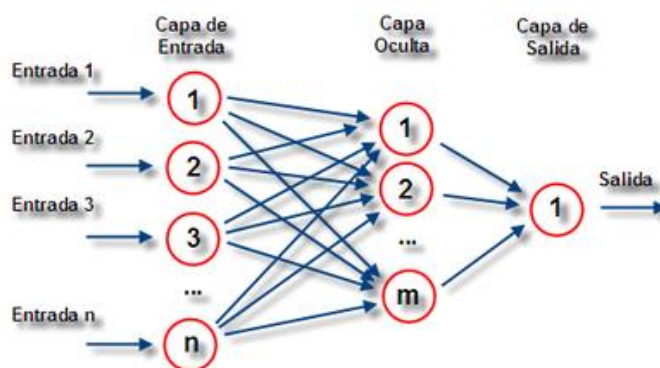 Capa de
Entrada
Capa
Oculta
Capa de
Salida
Entrada 1
Entrada 2
Entrada 3
Entrada n
1
2
3
...
n
1
2
...
m
1
Salida